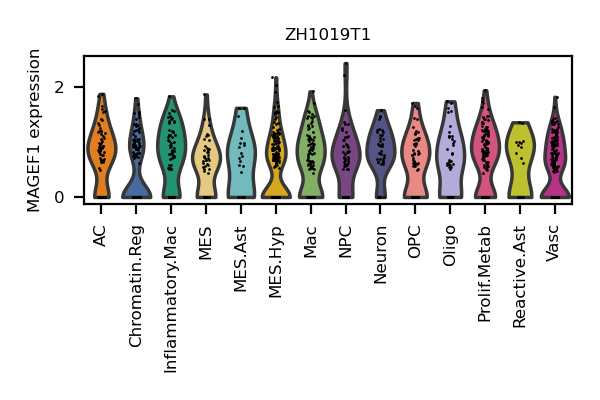 ZH1019T1
MAGEF1 expression
2
0
AC
Chromatin.Reg
Inflammatory.Mac
MES
MES.Ast
MES.Hyp
Mac
NPC
Neuron
OPC
Oligo
Prolif.Metab
Reactive.Ast
Vasc